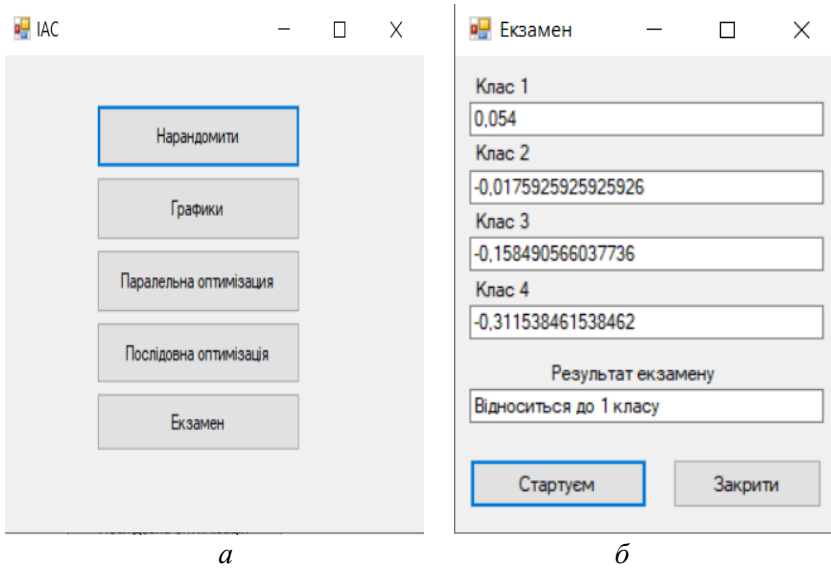 ІАС
Нарандомити
Графики
Паралельна оптимізация
Послідовна оптимізація
Екзамен
а
Екзамен
Клас 1
0,054
Клас 2
-0,0175925925925926
Клас 3
-0,158490566037736
Клас 4
-0,311538461538462
Результат екзамену
Відноситься до 1 класу
Стартуєм
Закрити
б